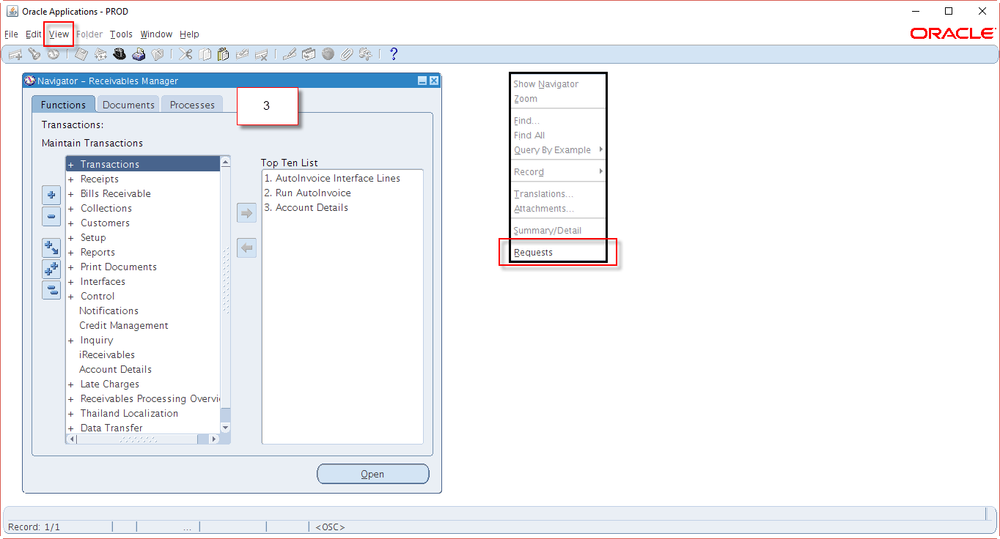 Oracle Applications - PROD
File Edit View Folder Tools Window Help
ORACLE
?
Navigator - Receivables Manager
Functions Documents Processes
3
Transactions:
Maintain Transactions
+ Transactions
+ Receipts
+ Bills Receivable
+ Collections
+ Customers
+ Setup
+ Reports
+ Print Documents
+ Interfaces
+ Control
Notifications
Credit Management
+ Inquiry
iReceivables
Account Details
+ Late Charges
+ Receivables Processing Overvi
+ Thailand Localization
+ Data Transfer
Top Ten List
1. AutoInvoice Interface Lines
2. Run AutoInvoice
3. Account Details
Open
Show Navigator
Zoom
Find...
Find All
Query By Example
Record
Translations...
Attachments...
Summary/Detail
Requests
Record: 1/1 ... <OSC>